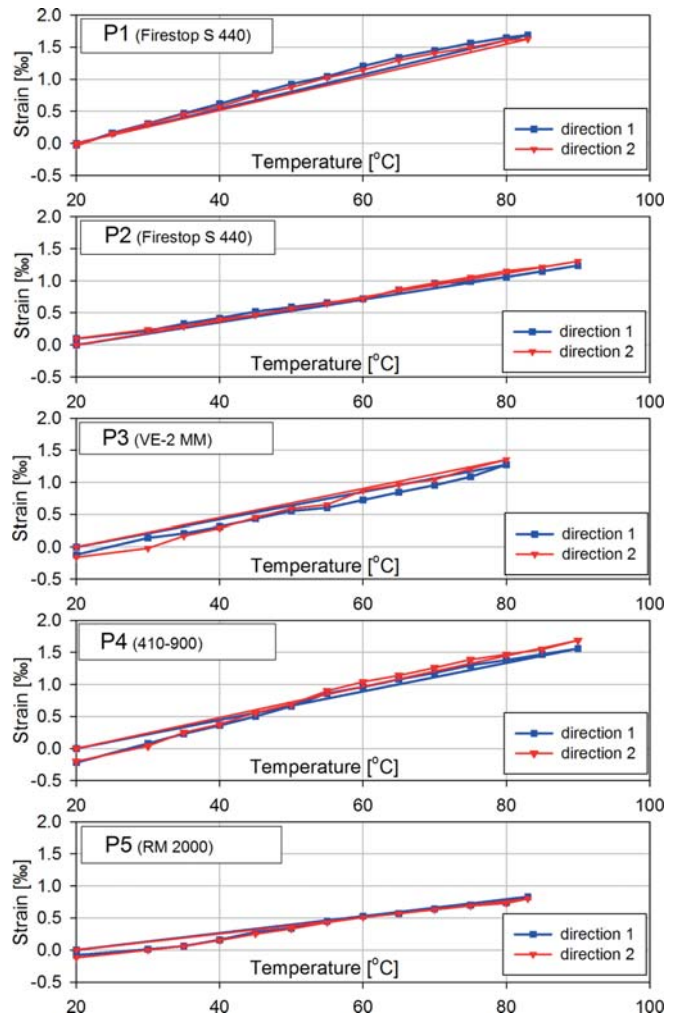 2.0
P1 (Firestop S 440)
1.5
1.0
0.5
0.0
-0.5
Strain [‰]
Temperature [°C]
direction 1
direction 2
20 40 60 80 100
2.0
P2 (Firestop S 440)
1.5
1.0
0.5
0.0
-0.5
Strain [‰]
Temperature [°C]
direction 1
direction 2
20 40 60 80 100
2.0
P3 (VE-2 MM)
1.5
1.0
0.5
0.0
-0.5
Strain [‰]
Temperature [°C]
direction 1
direction 2
20 40 60 80 100
2.0
P4 (410-900)
1.5
1.0
0.5
0.0
-0.5
Strain [‰]
Temperature [°C]
direction 1
direction 2
20 40 60 80 100
2.0
P5 (RM 2000)
1.5
1.0
0.5
0.0
-0.5
Strain [‰]
Temperature [°C]
direction 1
direction 2
20 40 60 80 100